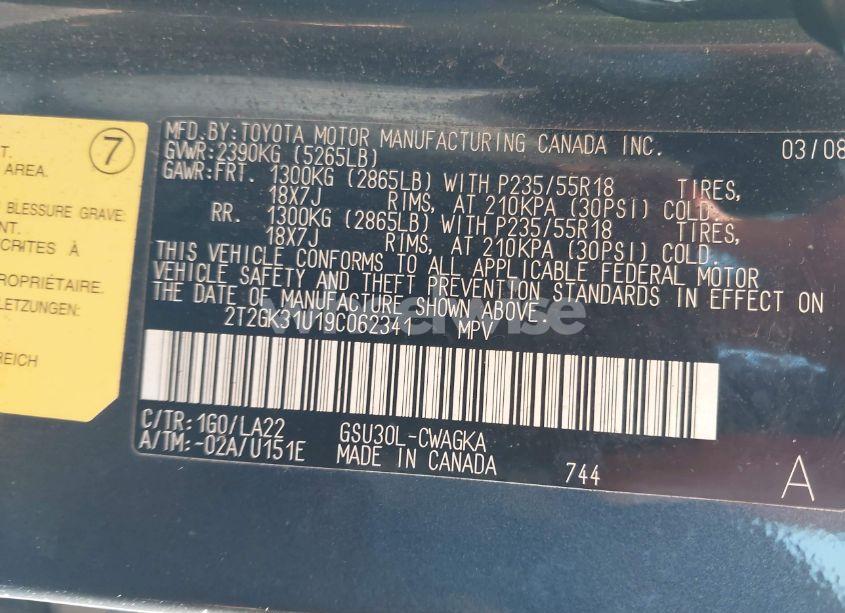 7
T.
AREA.
BLESSURE GRAVE
NT.
CRITES À
PROPRIÉTAIRE.
LETZUNGEN:
REICH
MFD.BY:TOYOTA MOTOR MANUFACTURING CANADA INC. 03/08
GVWR:2390KG (5265LB)
GAWR:FRT. 1300KG (2865LB) WITH P235/55R18 TIRES,
18X7J RIMS, AT 210KPA (30PSI) COLD.
RR. 1300KG (2865LB) WITH P235/55R18 TIRES,
18X7J RIMS, AT 210KPA (30PSI) COLD.
THIS VEHICLE CONFORMS TO ALL APPLICABLE FEDERAL MOTOR
VEHICLE SAFETY AND THEFT PREVENTION STANDARDS IN EFFECT ON
THE DATE OF MANUFACTURE SHOWN ABOVE.
2T2GK31U19C062341 MPV
C/TR:1G0/LA22 GSU30L-CWAGKA
A/TM:-02A/U151E MADE IN CANADA 744 A